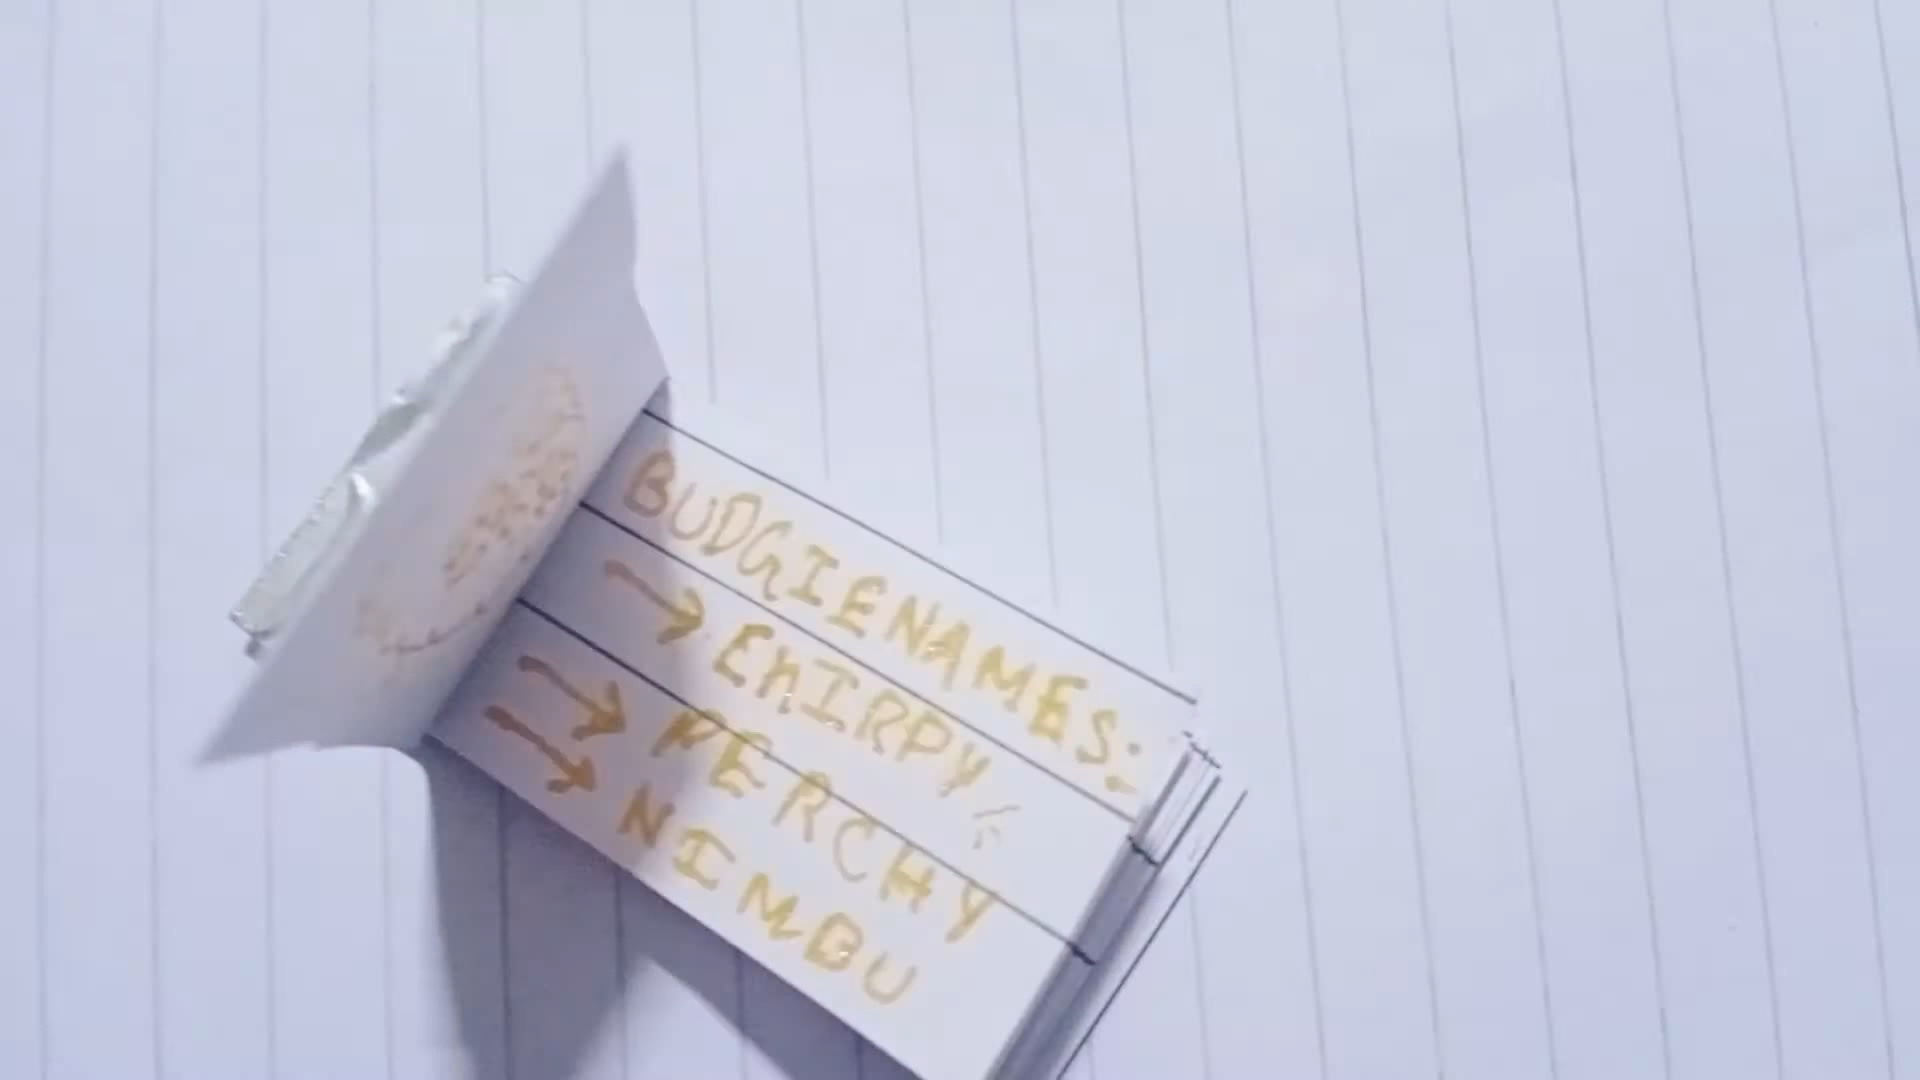 BUDGIENAMES:
→ CHIRPY
→ PERCHY
→ NIMBU